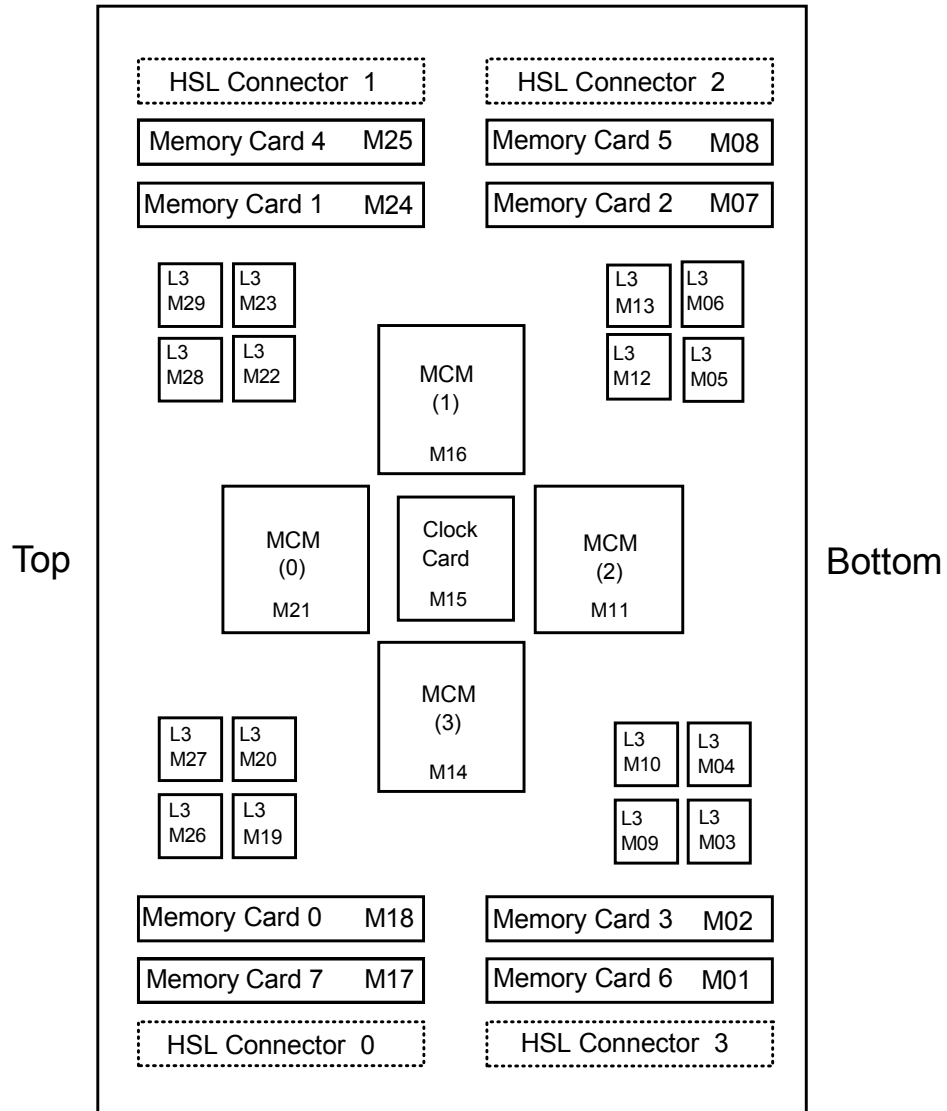 HSL Connector 1
HSL Connector 2
Memory Card 4 M25
Memory Card 5 M08
Memory Card 1 M24
Memory Card 2 M07
L3
M29
L3
M23
L3
M13
L3
M06
L3
M28
L3
M22
L3
M12
L3
M05
MCM
(1)
M16
Top
MCM
(0)
M21
Clock
Card
M15
MCM
(2)
M11
Bottom
MCM
(3)
M14
L3
M27
L3
M20
L3
M10
L3
M04
L3
M26
L3
M19
L3
M09
L3
M03
Memory Card 0 M18
Memory Card 3 M02
Memory Card 7 M17
Memory Card 6 M01
HSL Connector 0
HSL Connector 3